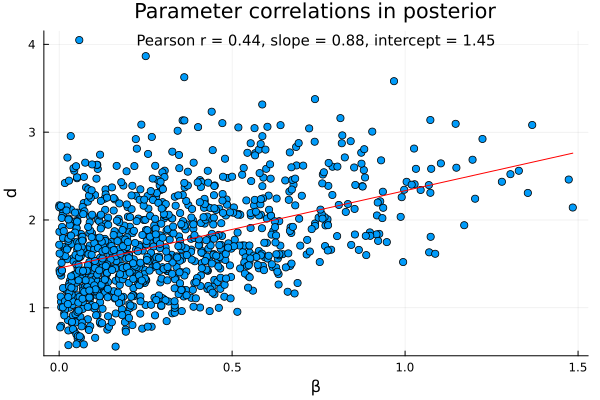 Parameter correlations in posterior
Pearson r = 0.44, slope = 0.88, intercept = 1.45
4
3
d
2
1
0.0 0.5 1.0 1.5
β